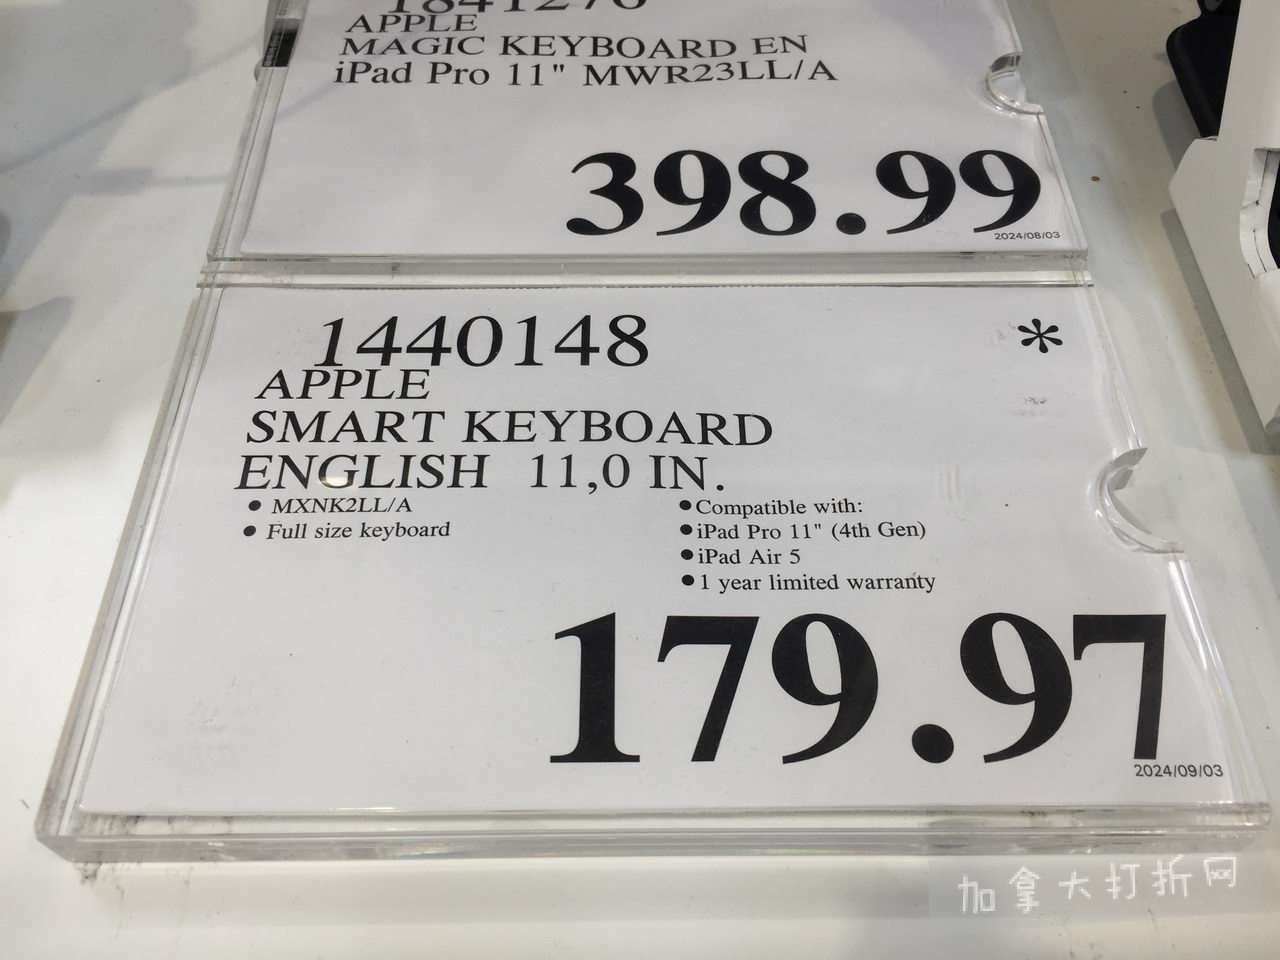 1841276
APPLE
MAGIC KEYBOARD EN
iPad Pro 11" MWR23LL/A
398.99
2024/08/03
1440148
*
APPLE
SMART KEYBOARD
ENGLISH 11,0 IN.
● MXNK2LL/A
● Full size keyboard
● Compatible with:
● iPad Pro 11" (4th Gen)
● iPad Air 5
● 1 year limited warranty
179.97
2024/09/03
加拿大打折网